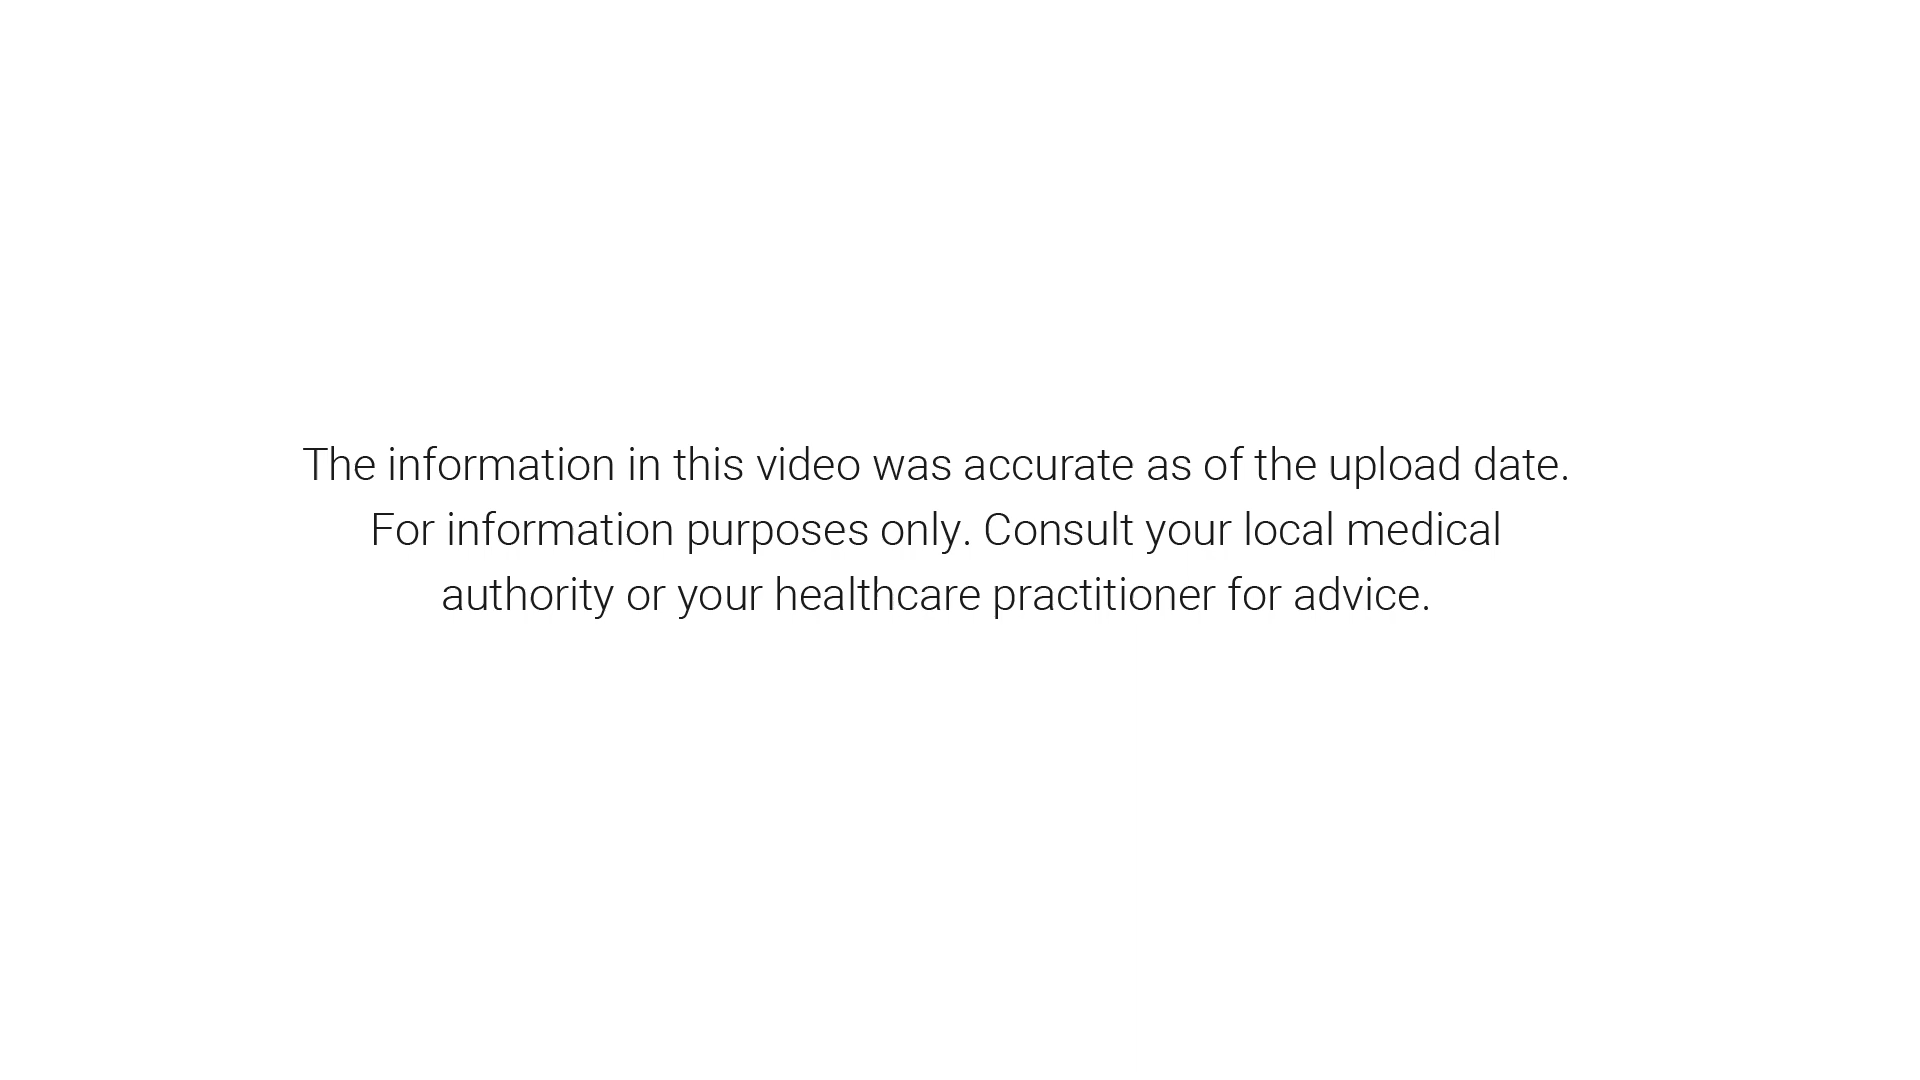 The information in this video was accurate as of the upload date.
For information purposes only. Consult your local medical
authority or your healthcare practitioner for advice.